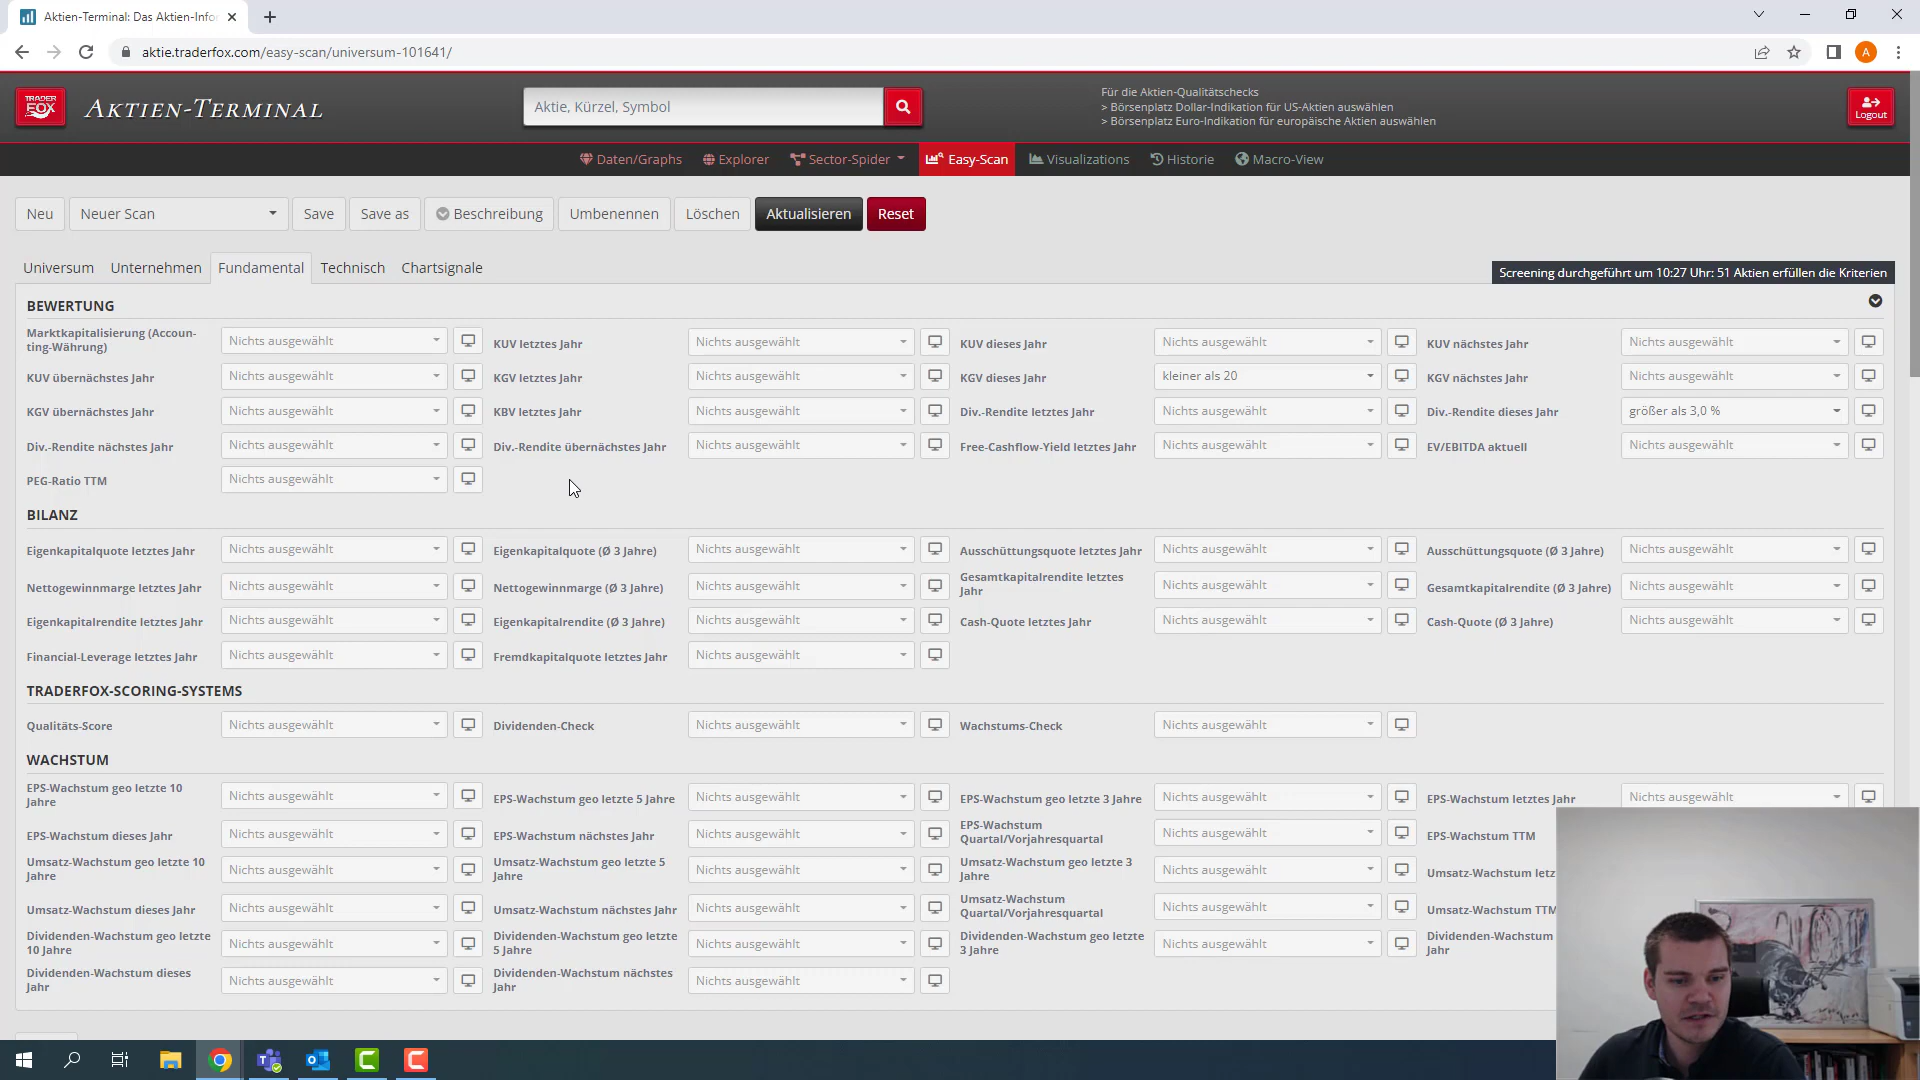 Aktien-Terminal: Das Aktien-Infor
aktie.traderfox.com/easy-scan/universum-101641/
A
TRADER FOX
AKTIEN-TERMINAL
Aktie, Kürzel, Symbol
Für die Aktien-Qualitätschecks
> Börsenplatz Dollar-Indikation für US-Aktien auswählen
> Börsenplatz Euro-Indikation für europäische Aktien auswählen
Logout
Daten/Graphs Explorer Sector-Spider Easy-Scan Visualizations Historie Macro-View
Neu Neuer Scan Save Save as Beschreibung Umbenennen Löschen Aktualisieren Reset
Universum Unternehmen Fundamental Technisch Chartsignale
Screening durchgeführt um 10:27 Uhr: 51 Aktien erfüllen die Kriterien
BEWERTUNG
Marktkapitalisierung (Accoun-
ting-Währung) Nichts ausgewählt KUV letztes Jahr Nichts ausgewählt KUV dieses Jahr Nichts ausgewählt KUV nächstes Jahr Nichts ausgewählt
KUV übernächstes Jahr Nichts ausgewählt KGV letztes Jahr Nichts ausgewählt KGV dieses Jahr kleiner als 20 KGV nächstes Jahr Nichts ausgewählt
KGV übernächstes Jahr Nichts ausgewählt KBV letztes Jahr Nichts ausgewählt Div.-Rendite letztes Jahr Nichts ausgewählt Div.-Rendite dieses Jahr größer als 3,0 %
Div.-Rendite nächstes Jahr Nichts ausgewählt Div.-Rendite übernächstes Jahr Nichts ausgewählt Free-Cashflow-Yield letztes Jahr Nichts ausgewählt EV/EBITDA aktuell Nichts ausgewählt
PEG-Ratio TTM Nichts ausgewählt
BILANZ
Eigenkapitalquote letztes Jahr Nichts ausgewählt Eigenkapitalquote (Ø 3 Jahre) Nichts ausgewählt Ausschüttungsquote letztes Jahr Nichts ausgewählt Ausschüttungsquote (Ø 3 Jahre) Nichts ausgewählt
Nettogewinnmarge letztes Jahr Nichts ausgewählt Nettogewinnmarge (Ø 3 Jahre) Nichts ausgewählt Gesamtkapitalrendite letztes
Jahr Nichts ausgewählt Gesamtkapitalrendite (Ø 3 Jahre) Nichts ausgewählt
Eigenkapitalrendite letztes Jahr Nichts ausgewählt Eigenkapitalrendite (Ø 3 Jahre) Nichts ausgewählt Cash-Quote letztes Jahr Nichts ausgewählt Cash-Quote (Ø 3 Jahre) Nichts ausgewählt
Financial-Leverage letztes Jahr Nichts ausgewählt Fremdkapitalquote letztes Jahr Nichts ausgewählt
TRADERFOX-SCORING-SYSTEMS
Qualitäts-Score Nichts ausgewählt Dividenden-Check Nichts ausgewählt Wachstums-Check Nichts ausgewählt
WACHSTUM
EPS-Wachstum geo letzte 10
Jahre Nichts ausgewählt EPS-Wachstum geo letzte 5 Jahre Nichts ausgewählt EPS-Wachstum geo letzte 3 Jahre Nichts ausgewählt EPS-Wachstum letztes Jahr Nichts ausgewählt
EPS-Wachstum dieses Jahr Nichts ausgewählt EPS-Wachstum nächstes Jahr Nichts ausgewählt EPS-Wachstum
Quartal/Vorjahresquartal Nichts ausgewählt EPS-Wachstum TTM
Umsatz-Wachstum geo letzte 10
Jahre Nichts ausgewählt Umsatz-Wachstum geo letzte 5
Jahre Nichts ausgewählt Umsatz-Wachstum geo letzte 3
Jahre Nichts ausgewählt Umsatz-Wachstum letz
Umsatz-Wachstum dieses Jahr Nichts ausgewählt Umsatz-Wachstum nächstes Jahr Nichts ausgewählt Umsatz-Wachstum
Quartal/Vorjahresquartal Nichts ausgewählt Umsatz-Wachstum TTM
Dividenden-Wachstum geo letzte
10 Jahre Nichts ausgewählt Dividenden-Wachstum geo letzte
5 Jahre Nichts ausgewählt Dividenden-Wachstum geo letzte
3 Jahre Nichts ausgewählt Dividenden-Wachstum
Jahr
Dividenden-Wachstum dieses
Jahr Nichts ausgewählt Dividenden-Wachstum nächstes
Jahr Nichts ausgewählt